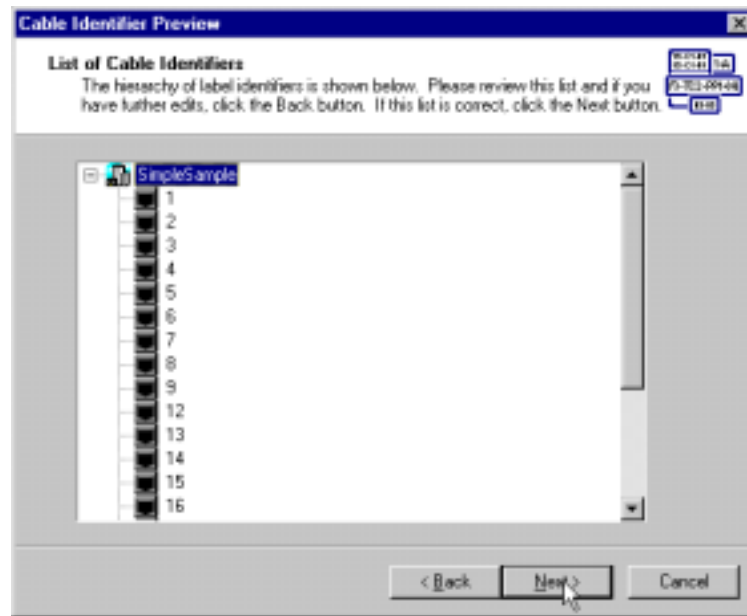 Cable Identifier Preview
List of Cable Identifiers
The hierarchy of label identifiers is shown below. Please review this list and if you
have further edits, click the Back button. If this list is correct, click the Next button.
SimpleSample
1
2
3
4
5
6
7
8
9
12
13
14
15
16
< Back
Next >
Cancel